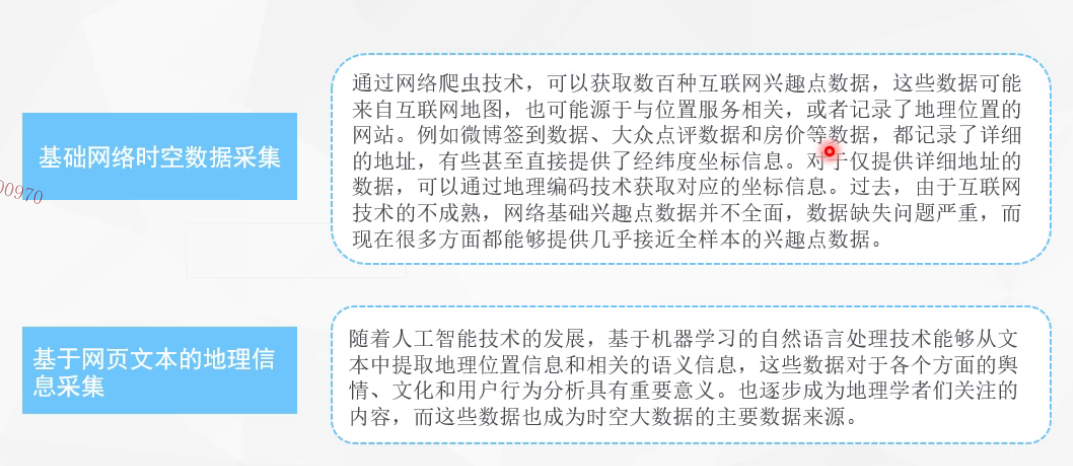 基础网络时空数据采集
通过网络爬虫技术，可以获取数百种互联网兴趣点数据，这些数据可能
来自互联网地图，也可能源于与位置服务相关，或者记录了地理位置的
网站。例如微博签到数据、大众点评数据和房价等数据，都记录了详细
的地址，有些甚至直接提供了经纬度坐标信息。对于仅提供详细地址的
数据，可以通过地理编码技术获取对应的坐标信息。过去，由于互联网
技术的不成熟，网络基础兴趣点数据并不全面，数据缺失问题严重，而
现在很多方面都能够提供几乎接近全样本的兴趣点数据。
00970
基于网页文本的地理信
息采集
随着人工智能技术的发展，基于机器学习的自然语言处理技术能够从文
本中提取地理位置信息和相关的语义信息，这些数据对于各个方面的舆
情、文化和用户行为分析具有重要意义。也逐步成为地理学者们关注的
内容，而这些数据也成为时空大数据的主要数据来源。